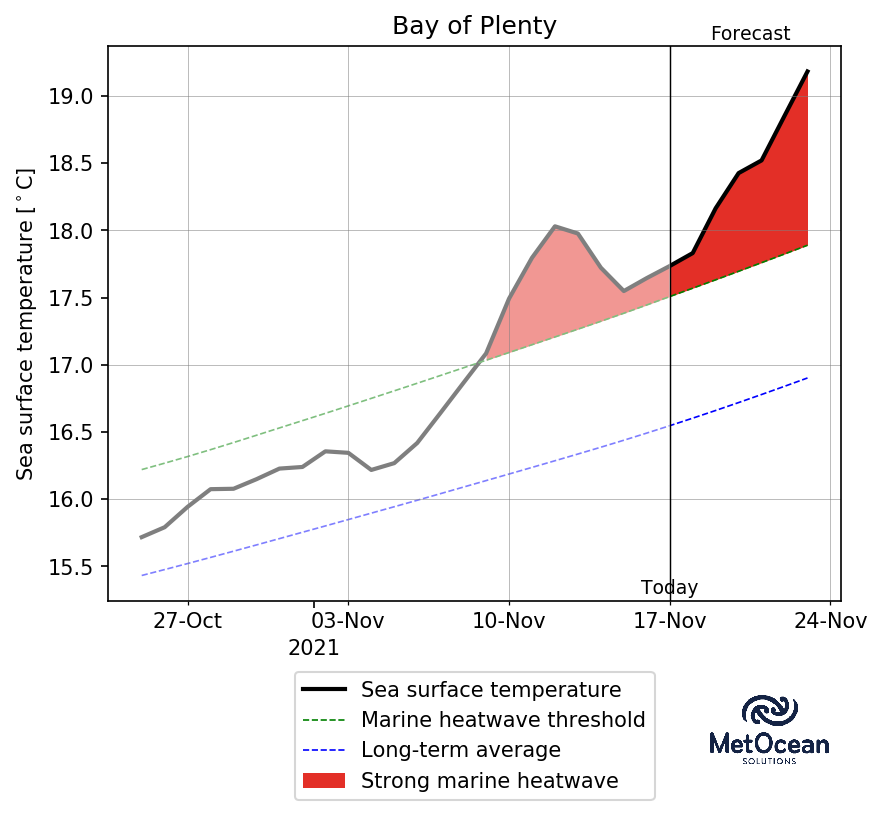 Bay of Plenty
Forecast
Sea surface temperature [°C]
19.0
18.5
18.0
17.5
17.0
16.5
16.0
15.5
Today
27-Oct 03-Nov 10-Nov 17-Nov 24-Nov
2021
Sea surface temperature
Marine heatwave threshold
Long-term average
Strong marine heatwave
MetOcean
SOLUTIONS